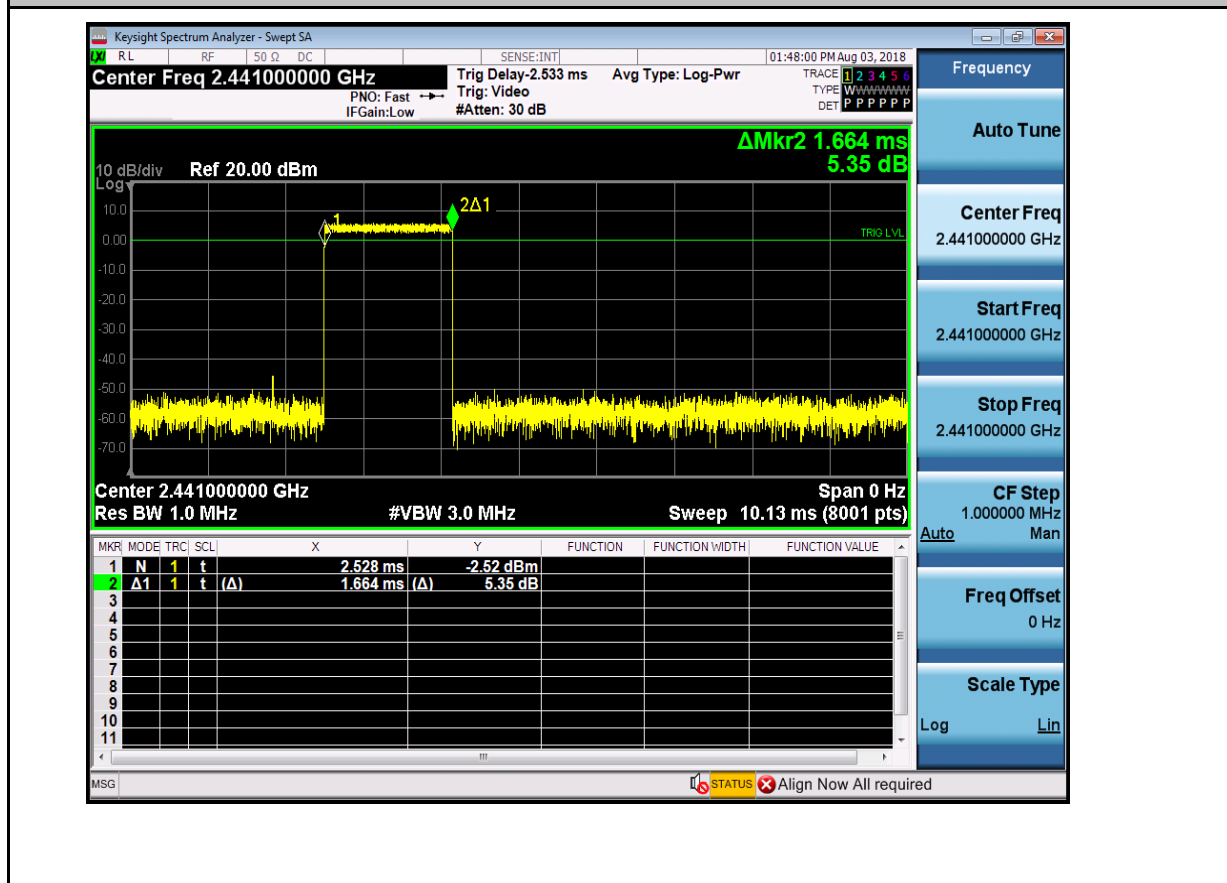 Keysight Spectrum Analyzer - Swept SA
LXI RL RF 50 Ω DC SENSE:INT 01:48:00 PM Aug 03, 2018
Center Freq 2.441000000 GHz
PNO: Fast
IFGain:Low
Trig Delay-2.533 ms
Trig: Video
#Atten: 30 dB
Avg Type: Log-Pwr
TRACE 1 2 3 4 5 6
TYPE WWWWWW
DET P P P P P P
ΔMkr2 1.664 ms
5.35 dB
10 dB/div Ref 20.00 dBm
Log
10.0
0.00
-10.0
-20.0
-30.0
-40.0
-50.0
-60.0
-70.0
1
2Δ1
TRIG LVL
Center 2.441000000 GHz Span 0 Hz
Res BW 1.0 MHz #VBW 3.0 MHz Sweep 10.13 ms (8001 pts)
MKR MODE TRC SCL X Y FUNCTION FUNCTION WIDTH FUNCTION VALUE
1 N 1 t 2.528 ms -2.52 dBm
2 Δ1 1 t (Δ) 1.664 ms (Δ) 5.35 dB
3
4
5
6
7
8
9
10
11
MSG STATUS Align Now All required
Frequency
Auto Tune
Center Freq
2.441000000 GHz
Start Freq
2.441000000 GHz
Stop Freq
2.441000000 GHz
CF Step
1.000000 MHz
Auto Man
Freq Offset
0 Hz
Scale Type
Log Lin